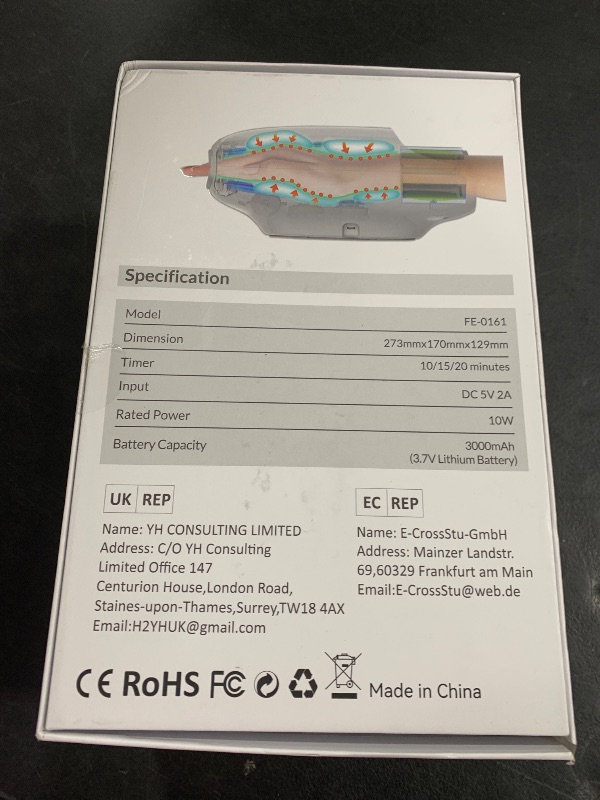 Specification
Model FE-0161
Dimension 273mmx170mmx129mm
Timer 10/15/20 minutes
Input DC 5V 2A
Rated Power 10W
Battery Capacity 3000mAh
(3.7V Lithium Battery)
UK REP
Name: YH CONSULTING LIMITED
Address: C/O YH Consulting
Limited Office 147
Centurion House,London Road,
Staines-upon-Thames,Surrey,TW18 4AX
Email:H2YHUK@gmail.com
EC REP
Name: E-CrossStu-GmbH
Address: Mainzer Landstr.
69,60329 Frankfurt am Main
Email:E-CrossStu@web.de
CE RoHS FC Made in China